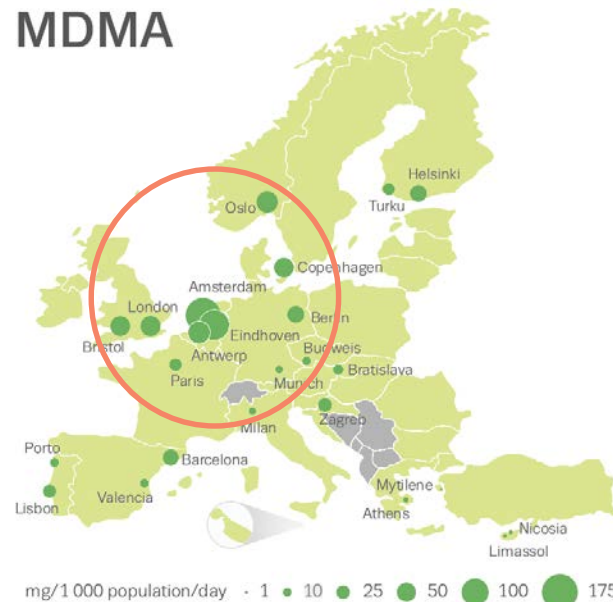 MDMA
Helsinki
Turku
Oslo
Copenhagen
Amsterdam
London
Berlin
Eindhoven
Bristol
Antwerp
Budweis
Paris
Bratislava
Munich
Milan
Zagreb
Porto
Barcelona
Lisbon
Valencia
Mytilene
Athens
Nicosia
Limassol
mg/1 000 population/day 1 10 25 50 100 175